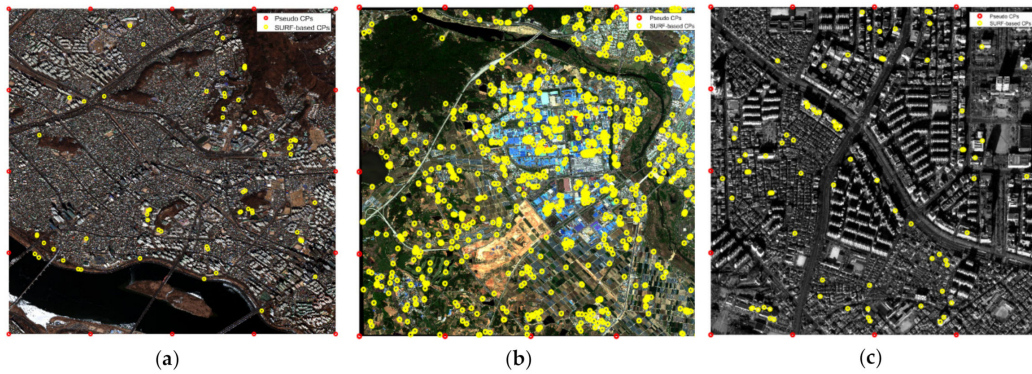 Pseudo CPs
SURF-based CPs
Pseudo CPs
SURF-based CPs
Pseudo CPs
SURF-based CPs
(a)
(b)
(c)